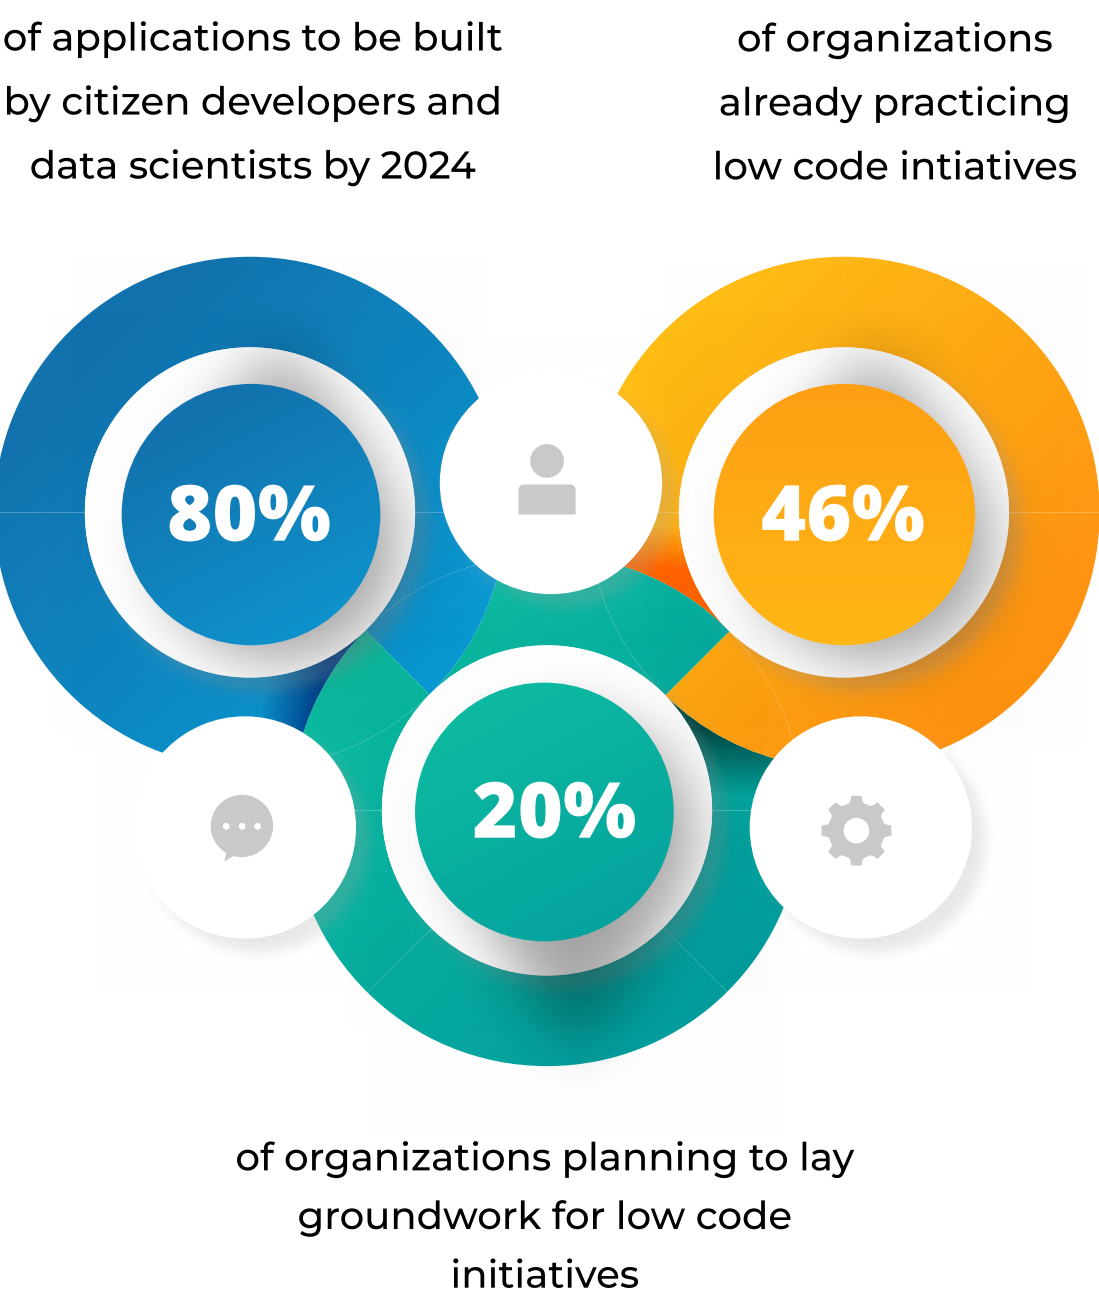 of applications to be built
by citizen developers and
data scientists by 2024
of organizations
already practicing
low code intiatives
80%
46%
20%
of organizations planning to lay
groundwork for low code
initiatives